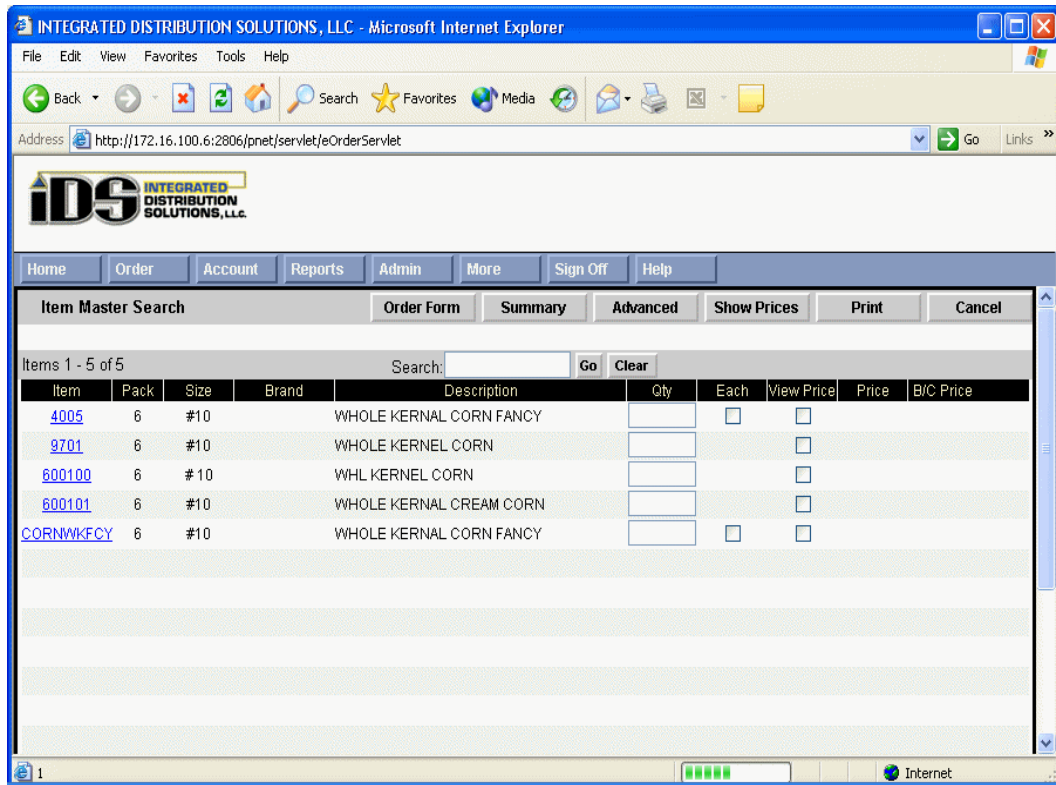 INTEGRATED DISTRIBUTION SOLUTIONS, LLC - Microsoft Internet Explorer
File Edit View Favorites Tools Help
Back Search Favorites Media
Address http://172.16.100.6:2806/pnet/servlet/eOrderServlet Go Links »
iDS INTEGRATED
DISTRIBUTION
SOLUTIONS, LLC.
Home Order Account Reports Admin More Sign Off Help
Item Master Search Order Form Summary Advanced Show Prices Print Cancel
Items 1 - 5 of 5 Search: Go Clear
Item Pack Size Brand Description Qty Each View Price Price B/C Price
4005 6 #10 WHOLE KERNAL CORN FANCY
9701 6 #10 WHOLE KERNEL CORN
600100 6 # 10 WHL KERNEL CORN
600101 6 #10 WHOLE KERNAL CREAM CORN
CORNWKFCY 6 #10 WHOLE KERNAL CORN FANCY
1 Internet